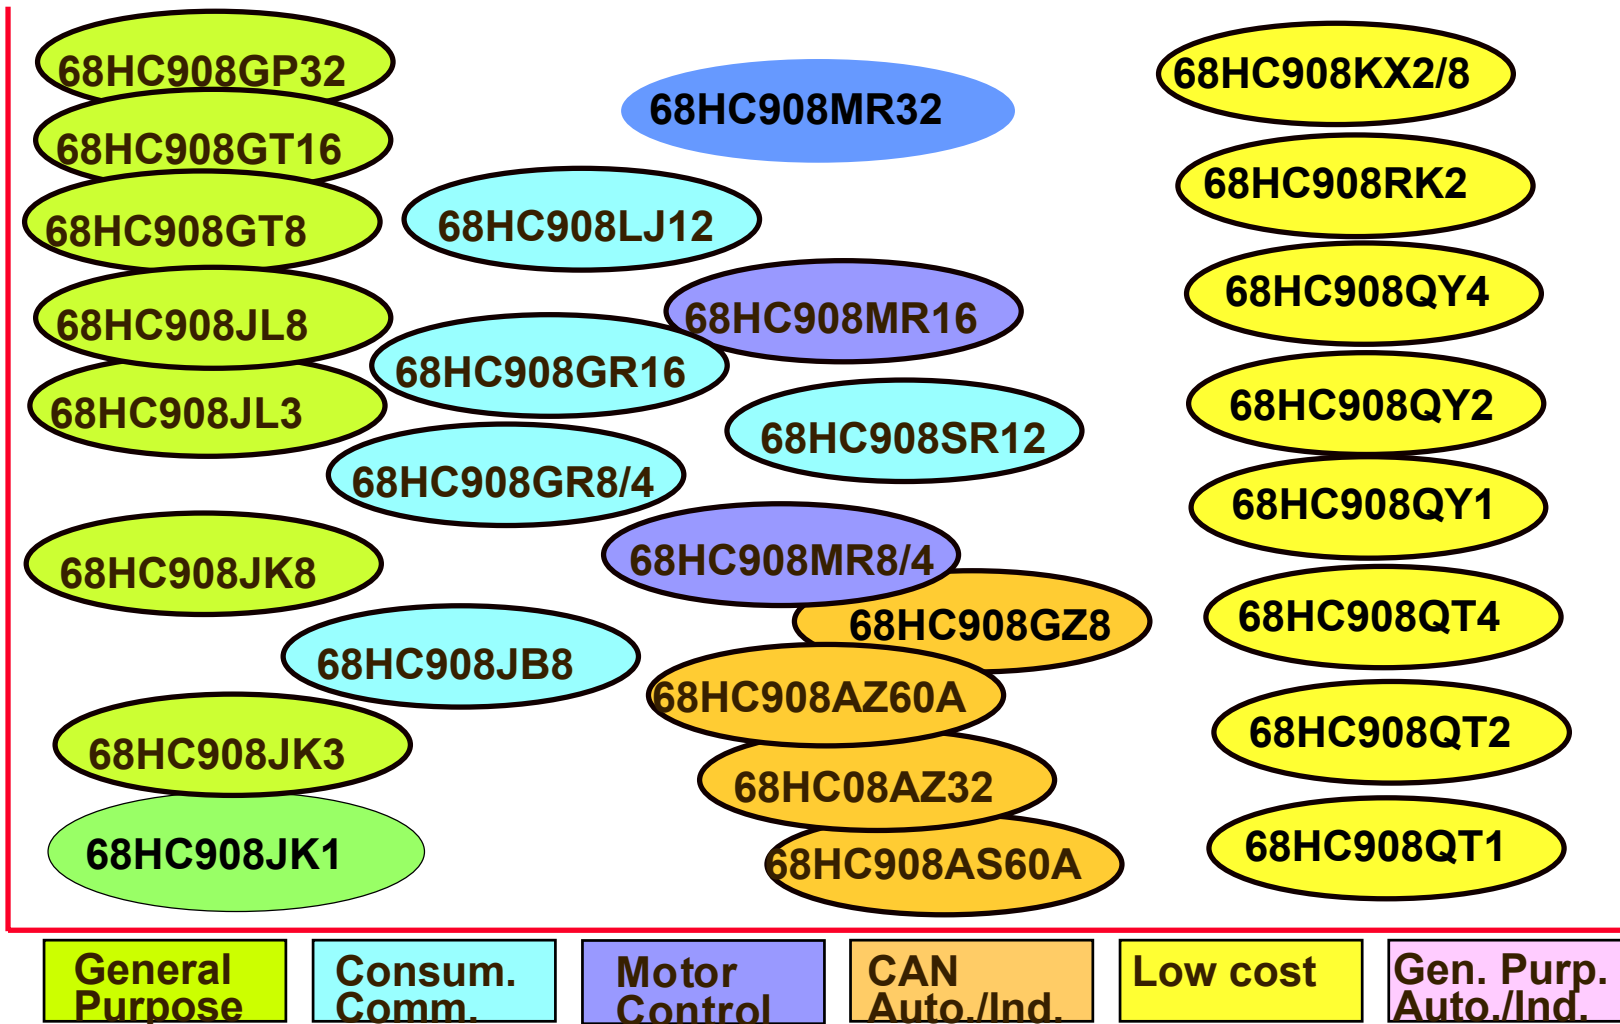 68HC908GP32
68HC908GT16
68HC908GT8
68HC908JL8
68HC908JL3
68HC908JK8
68HC908JK3
68HC908JK1
68HC908LJ12
68HC908GR16
68HC908GR8/4
68HC908JB8
68HC908MR32
68HC908MR16
68HC908SR12
68HC908MR8/4
68HC908GZ8
68HC908AZ60A
68HC08AZ32
68HC908AS60A
68HC908KX2/8
68HC908RK2
68HC908QY4
68HC908QY2
68HC908QY1
68HC908QT4
68HC908QT2
68HC908QT1
General
Purpose
Consum.
Comm.
Motor
Control
CAN
Auto./Ind.
Low cost
Gen. Purp.
Auto./Ind.